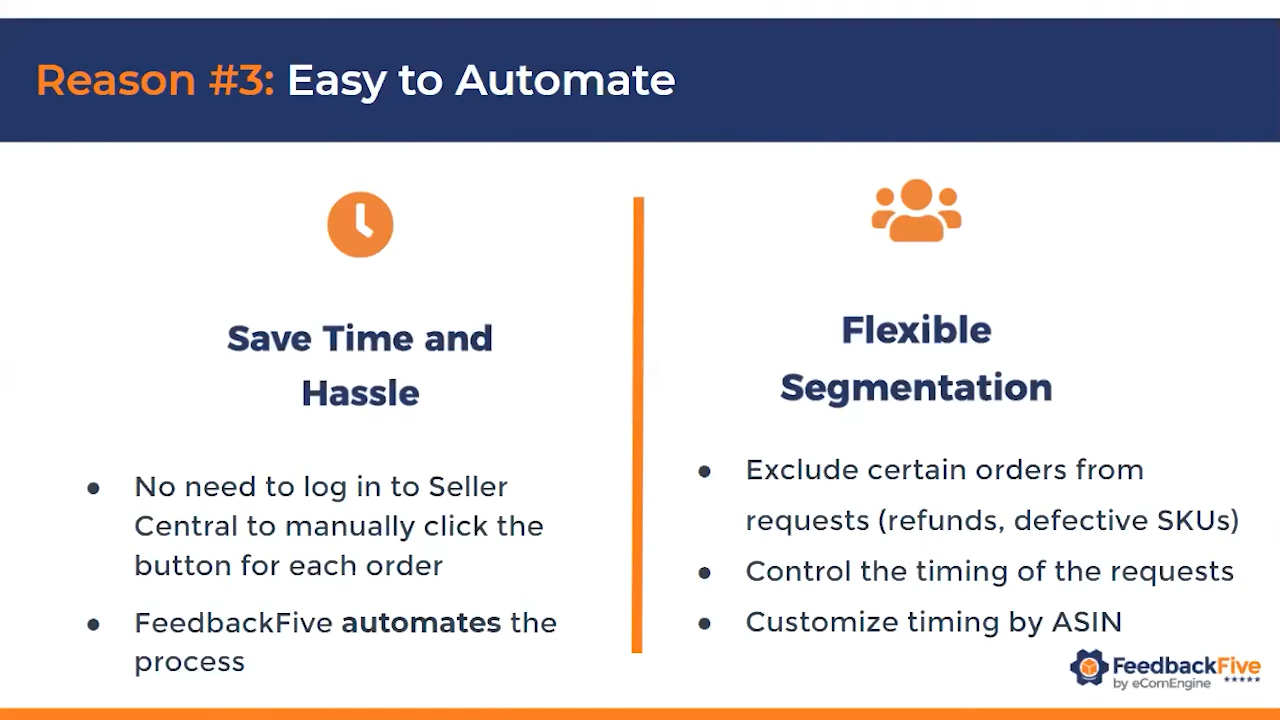 Reason #3: Easy to Automate
Save Time and
Hassle
• No need to log in to Seller
Central to manually click the
button for each order
• FeedbackFive automates the
process
Flexible
Segmentation
• Exclude certain orders from
requests (refunds, defective SKUs)
• Control the timing of the requests
• Customize timing by ASIN
FeedbackFive
by eComEngine